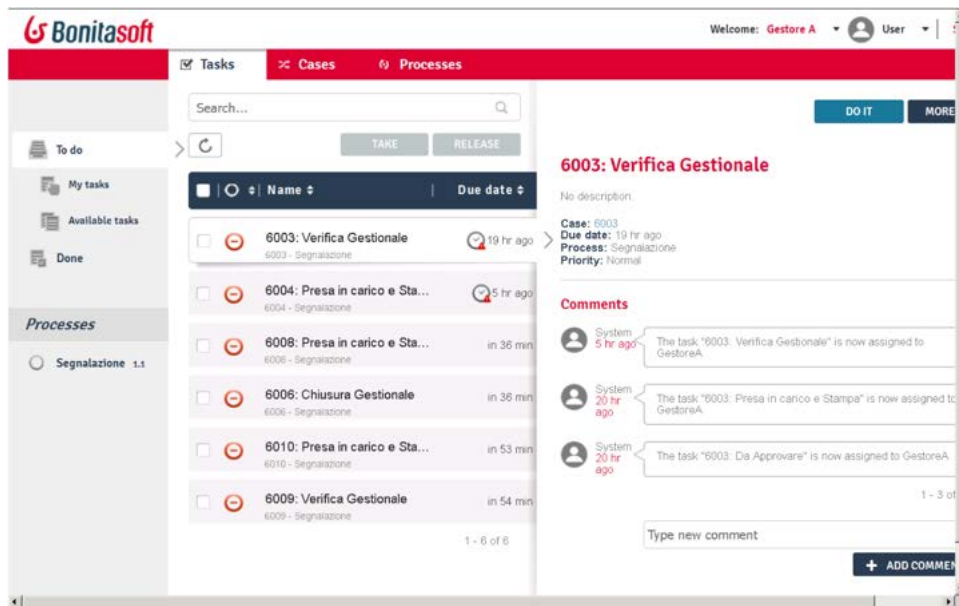 Bonitasoft
Welcome: Gestore A
User
Tasks
Cases
Processes
Search...
TAKE
RELEASE
To do
My tasks
Available tasks
Done
Processes
Segnalazione 1.1
Name
Due date
6003: Verifica Gestionale
19 hr ago
6003 - Segnalazione
6004: Presa in carico e Sta...
5 hr ago
6004 - Segnalazione
6008: Presa in carico e Sta...
in 36 min
6008 - Segnalazione
6006: Chiusura Gestionale
in 36 min
6006 - Segnalazione
6010: Presa in carico e Sta...
in 53 min
6010 - Segnalazione
6009: Verifica Gestionale
in 54 min
6009 - Segnalazione
1 - 6 of 6
DO IT
MORE
6003: Verifica Gestionale
No description.
Case: 6003
Due date: 19 hr ago
Process: Segnalazione
Priority: Normal
Comments
System
5 hr ago
The task "6003: Verifica Gestionale" is now assigned to
GestoreA
System
20 hr
ago
The task "6003: Presa in carico e Stampa" is now assigned to
GestoreA
System
20 hr
ago
The task "6003: Da Approvare" is now assigned to GestoreA
1 - 3 of
Type new comment
+ ADD COMMEN